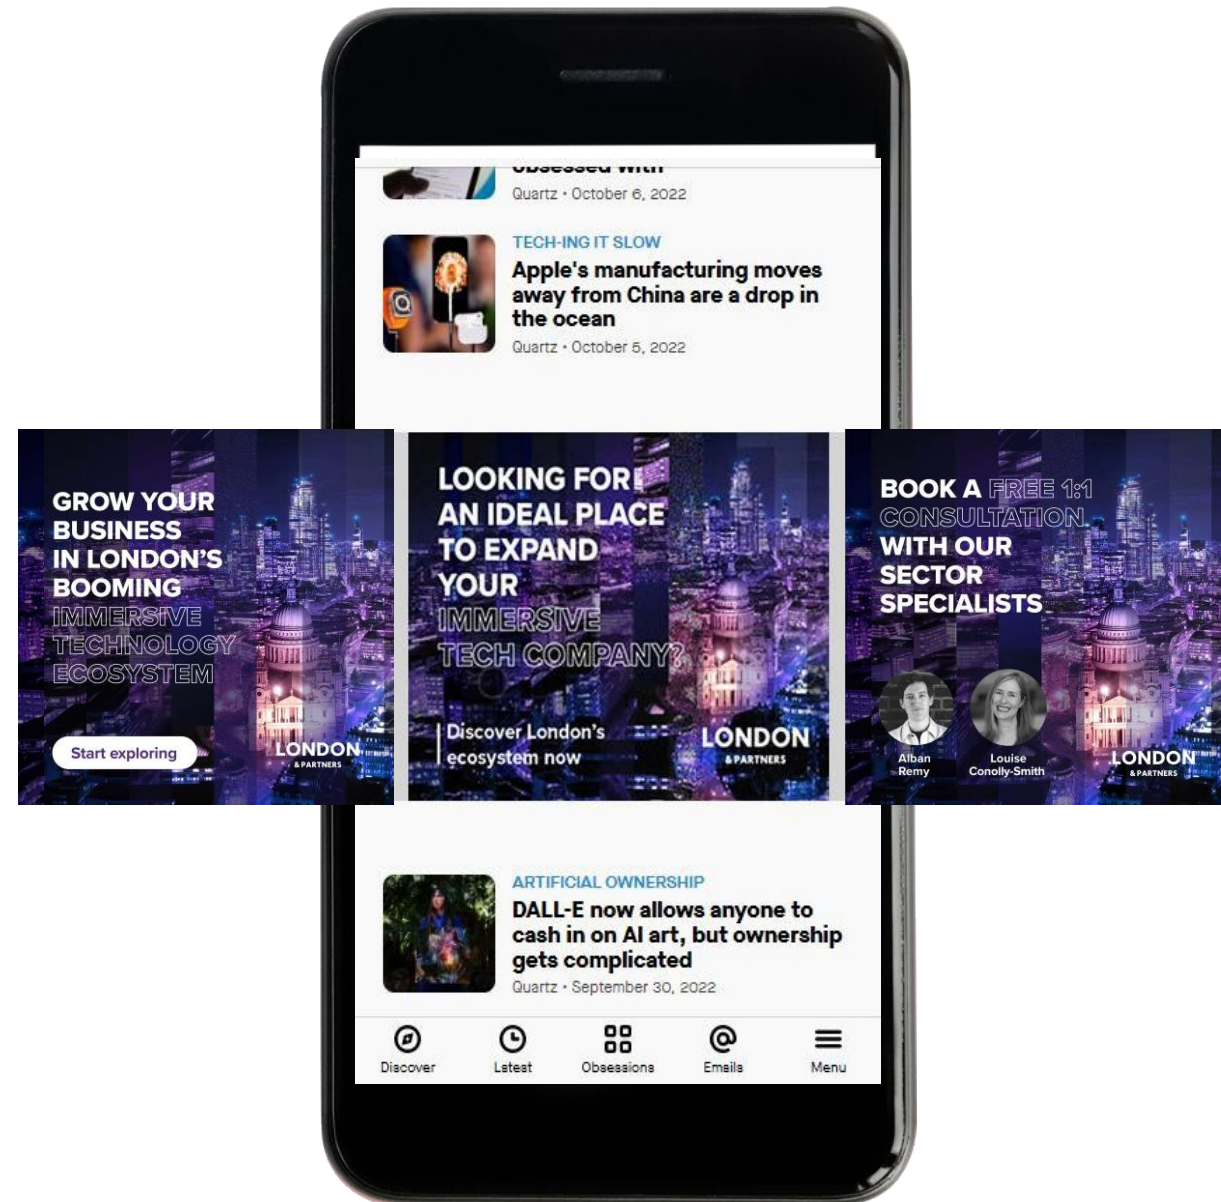 obsessed with
Quartz • October 6, 2022
TECH-ING IT SLOW
Apple's manufacturing moves
away from China are a drop in
the ocean
Quartz • October 5, 2022
GROW YOUR
BUSINESS
IN LONDON'S
BOOMING
IMMERSIVE
TECHNOLOGY
ECOSYSTEM
Start exploring
LONDON
& PARTNERS
LOOKING FOR
AN IDEAL PLACE
TO EXPAND
YOUR
IMMERSIVE
TECH COMPANY?
Discover London's
ecosystem now
LONDON
& PARTNERS
BOOK A FREE 1:1
CONSULTATION
WITH OUR
SECTOR
SPECIALISTS
Alban
Remy
Louise
Conolly-Smith
LONDON
& PARTNERS
ARTIFICIAL OWNERSHIP
DALL-E now allows anyone to
cash in on AI art, but ownership
gets complicated
Quartz • September 30, 2022
Discover
Latest
Obsessions
Emails
Menu